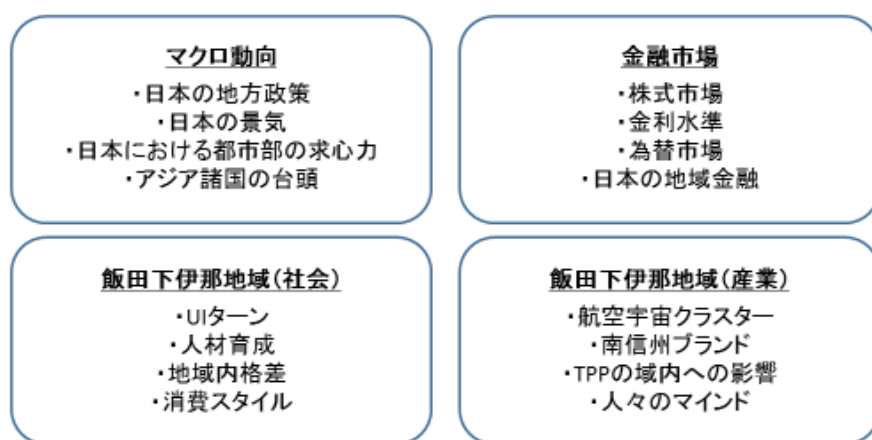 マクロ動向
・日本の地方政策
・日本の景気
・日本における都市部の求心力
・アジア諸国の台頭
金融市場
・株式市場
・金利水準
・為替市場
・日本の地域金融
飯田下伊那地域(社会)
・UIターン
・人材育成
・地域内格差
・消費スタイル
飯田下伊那地域(産業)
・航空宇宙クラスター
・南信州ブランド
・TPPの域内への影響
・人々のマインド